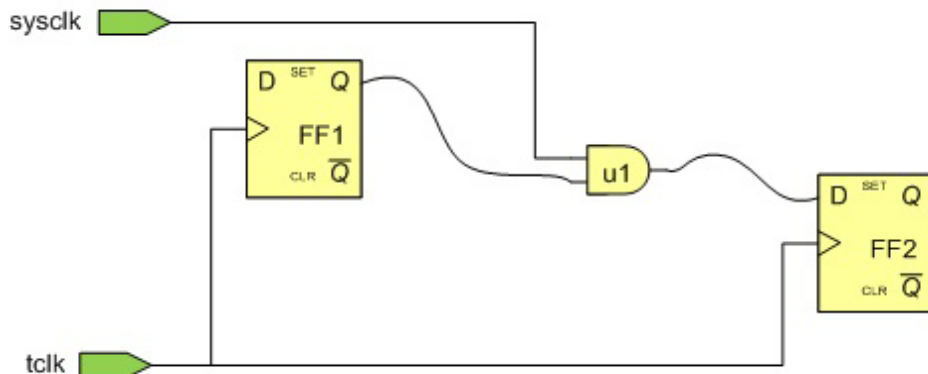 sysclk
D SET Q
FF1
CLR Q̅
u1
D SET Q
FF2
CLR Q̅
tclk